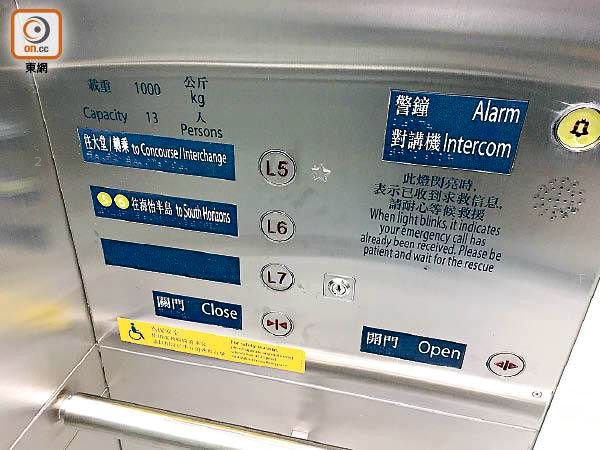 on.cc
東網
載重 1000 公斤 kg
Capacity 13 人 Persons
往大堂/轉乘 to Concourse/Interchange
L5
往海怡半島 to South Horizons
L6
L7
關門 Close
警鐘 Alarm
對講機 Intercom
此燈閃亮時,
表示已收到求救信息,
請耐心等候救援
When light blinks, it indicates
your emergency call has
already been received. Please be
patient and wait for the rescue
開門 Open